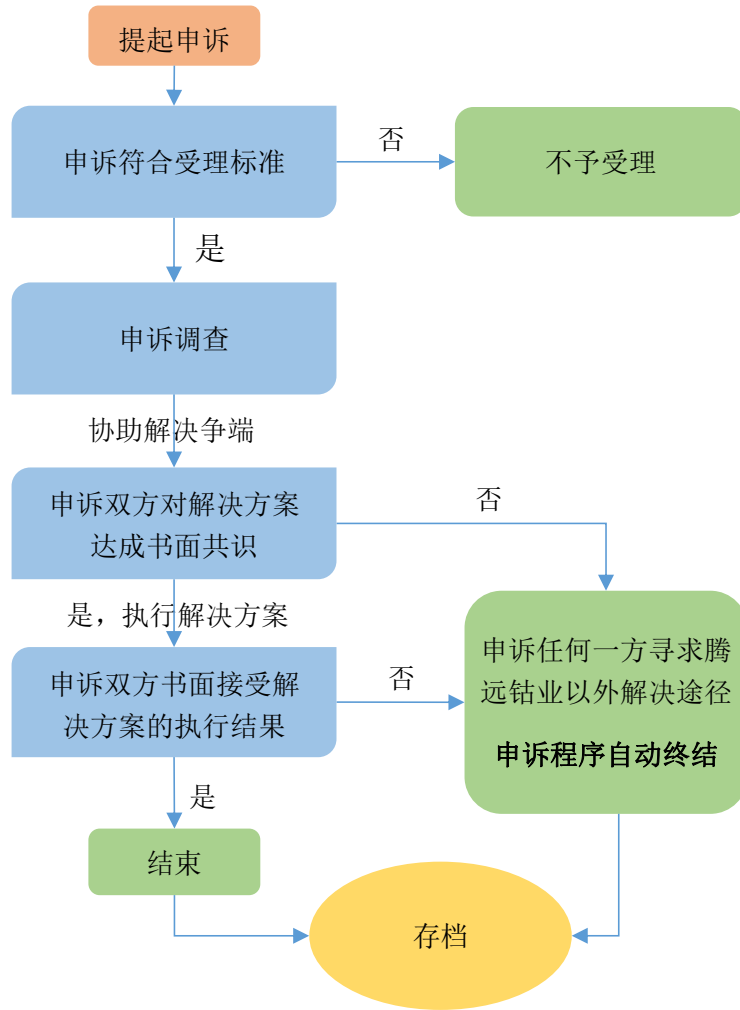 提起申诉
申诉符合受理标准
否
不予受理
是
申诉调查
协助解决争端
申诉双方对解决方案
达成书面共识
否
是，执行解决方案
申诉双方书面接受解
决方案的执行结果
否
申诉任何一方寻求腾
远钴业以外解决途径
申诉程序自动终结
是
结束
存档